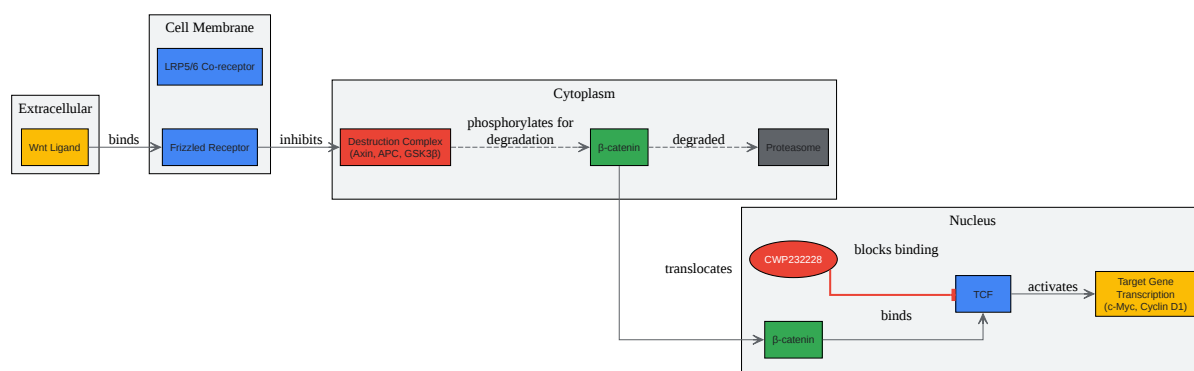 Cell Membrane
LRP5/6 Co-receptor
Extracellular
Wnt Ligand
binds
Frizzled Receptor
inhibits
Cytoplasm
Destruction Complex
(Axin, APC, GSK3β)
phosphorylates for
degradation
β-catenin
degraded
Proteasome
translocates
Nucleus
CWP232228
blocks binding
TCF
activates
Target Gene
Transcription
(c-Myc, Cyclin D1)
binds
β-catenin